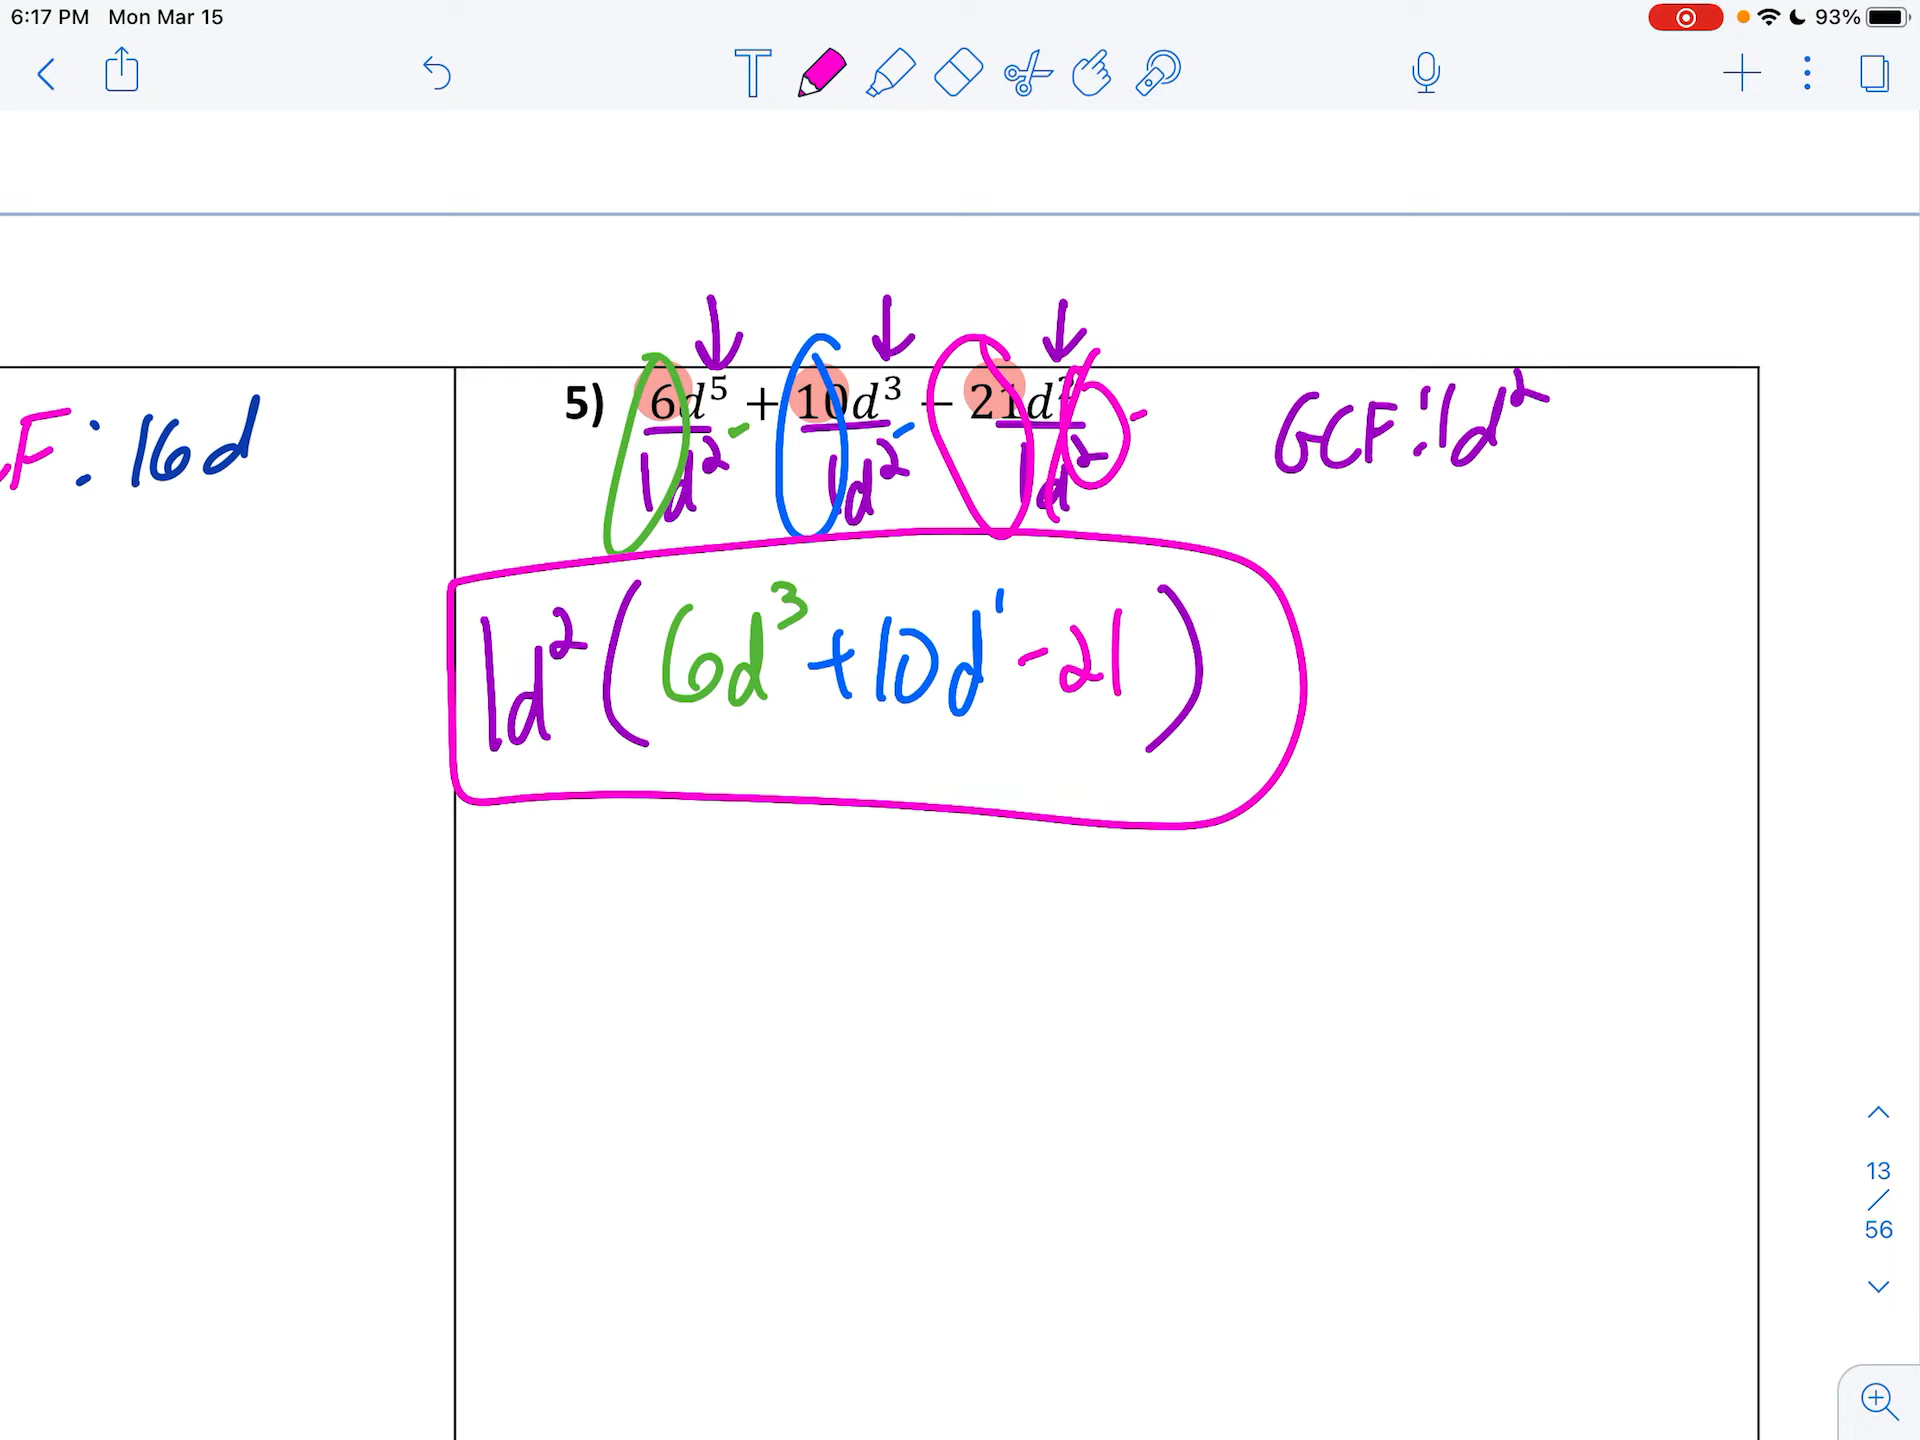 6:17 PM Mon Mar 15
93%
T
5) 6d⁵ + 10d³ − 21d²
1d² 1d² 1d²
F: 16d
GCF: 1d²
1d² (6d³ + 10d¹ - 21)
13
/
56